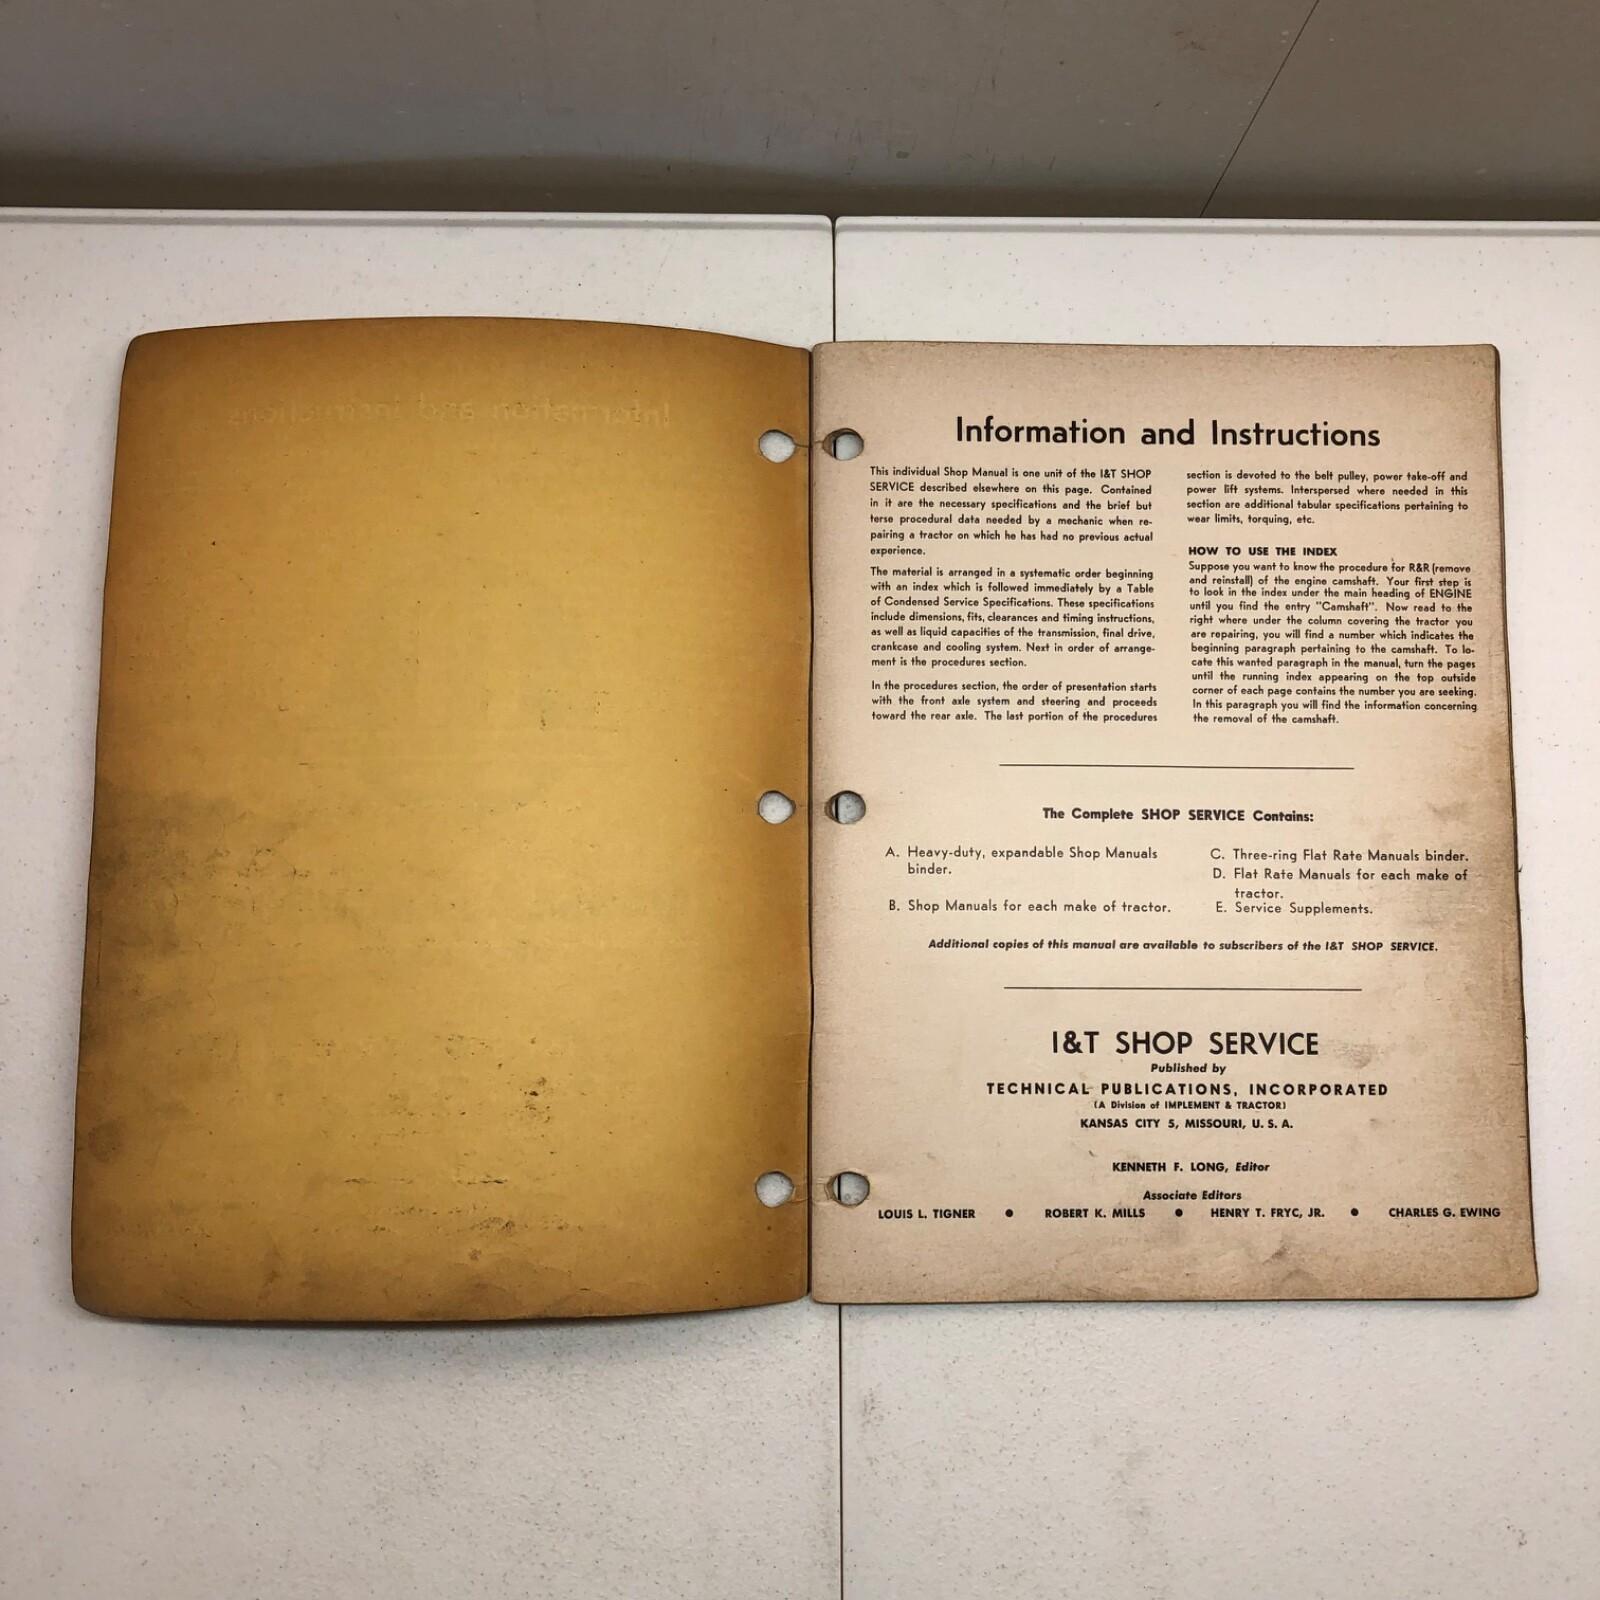 Information and Instructions
This individual Shop Manual is one unit of the I&T SHOP
SERVICE described elsewhere on this page. Contained
in it are the necessary specifications and the brief but
terse procedural data needed by a mechanic when re-
pairing a tractor on which he has had no previous actual
experience.
The material is arranged in a systematic order beginning
with an index which is followed immediately by a Table
of Condensed Service Specifications. These specifications
include dimensions, fits, clearances and timing instructions,
as well as liquid capacities of the transmission, final drive,
crankcase and cooling system. Next in order of arrange-
ment is the procedures section.
In the procedures section, the order of presentation starts
with the front axle system and steering and proceeds
toward the rear axle. The last portion of the procedures
section is devoted to the belt pulley, power take-off and
power lift systems. Interspersed where needed in this
section are additional tabular specifications pertaining to
wear limits, torquing, etc.
HOW TO USE THE INDEX
Suppose you want to know the procedure for R&R (remove
and reinstall) of the engine camshaft. Your first step is
to look in the index under the main heading of ENGINE
until you find the entry "Camshaft". Now read to the
right where under the column covering the tractor you
are repairing, you will find a number which indicates the
beginning paragraph pertaining to the camshaft. To lo-
cate this wanted paragraph in the manual, turn the pages
until the running index appearing on the top outside
corner of each page contains the number you are seeking.
In this paragraph you will find the information concerning
the removal of the camshaft.
The Complete SHOP SERVICE Contains:
A. Heavy-duty, expandable Shop Manuals
binder.
B. Shop Manuals for each make of tractor.
C. Three-ring Flat Rate Manuals binder.
D. Flat Rate Manuals for each make of
tractor.
E. Service Supplements.
Additional copies of this manual are available to subscribers of the I&T SHOP SERVICE.
I&T SHOP SERVICE
Published by
TECHNICAL PUBLICATIONS, INCORPORATED
(A Division of IMPLEMENT & TRACTOR)
KANSAS CITY 5, MISSOURI, U. S. A.
KENNETH F. LONG, Editor
Associate Editors
LOUIS L. TIGNER • ROBERT K. MILLS • HENRY T. FRYC, JR. • CHARLES G. EWING